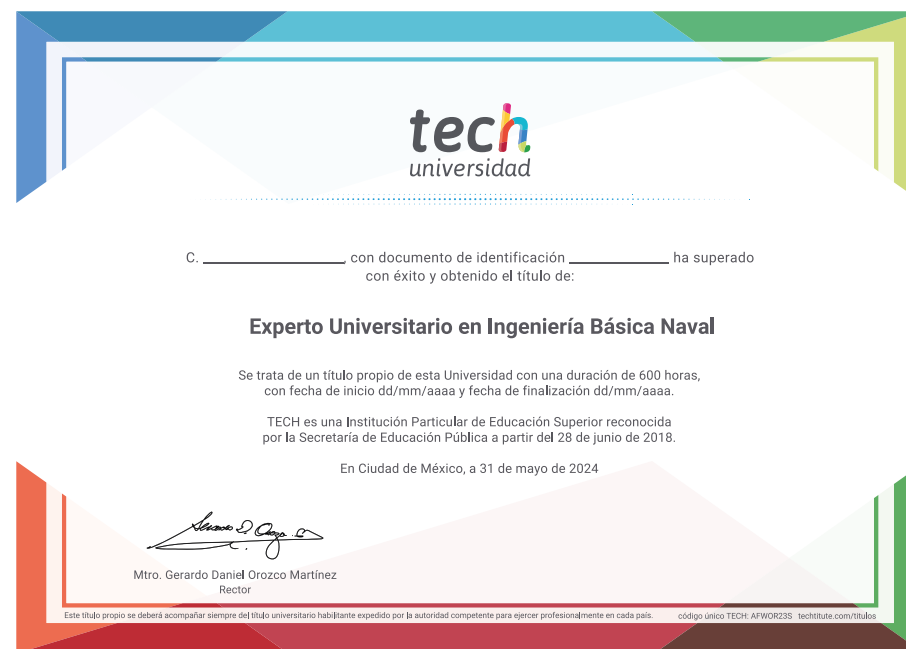 tech
universidad
C. ____________, con documento de identificación ____________ ha superado
con éxito y obtenido el título de:
Experto Universitario en Ingeniería Básica Naval
Se trata de un título propio de esta Universidad con una duración de 600 horas,
con fecha de inicio dd/mm/aaaa y fecha de finalización dd/mm/aaaa.
TECH es una Institución Particular de Educación Superior reconocida
por la Secretaría de Educación Pública a partir del 28 de junio de 2018.
En Ciudad de México, a 31 de mayo de 2024
Mtro. Gerardo Daniel Orozco Martínez
Rector
Este título propio se deberá acompañar siempre del título universitario habilitante expedido por la autoridad competente para ejercer profesionalmente en cada país. código único TECH: AFWOR23S techtitute.com/titulos